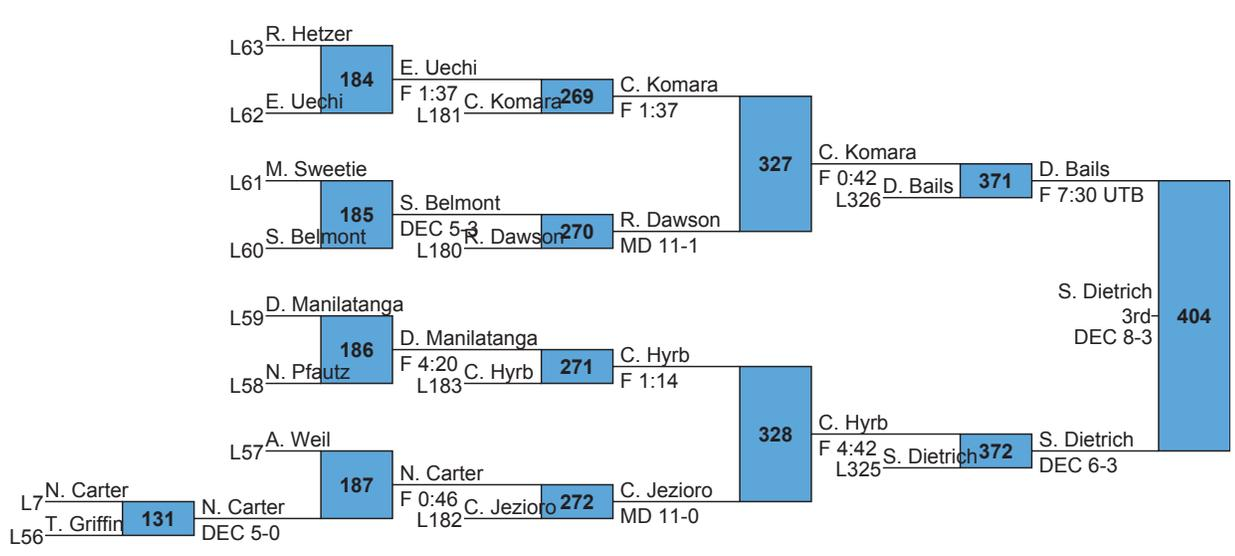 R. Hetzer
L63
184
E. Uechi
L62
E. Uechi
F 1:37
C. Komara
L181
269
C. Komara
F 1:37
M. Sweetie
L61
185
S. Belmont
L60
S. Belmont
DEC 5-3
R. Dawson
L180
270
R. Dawson
MD 11-1
327
C. Komara
F 0:42
D. Bails
L326
371
D. Bails
F 7:30 UTB
D. Manilatanga
L59
186
N. Pfautz
L58
D. Manilatanga
F 4:20
C. Hyrb
L183
271
C. Hyrb
F 1:14
A. Weil
L57
187
N. Carter
L7
131
T. Griffin
L56
N. Carter
DEC 5-0
N. Carter
F 0:46
C. Jezioro
L182
272
C. Jezioro
MD 11-0
328
C. Hyrb
F 4:42
S. Dietrich
L325
372
S. Dietrich
DEC 6-3
S. Dietrich
3rd
DEC 8-3
404